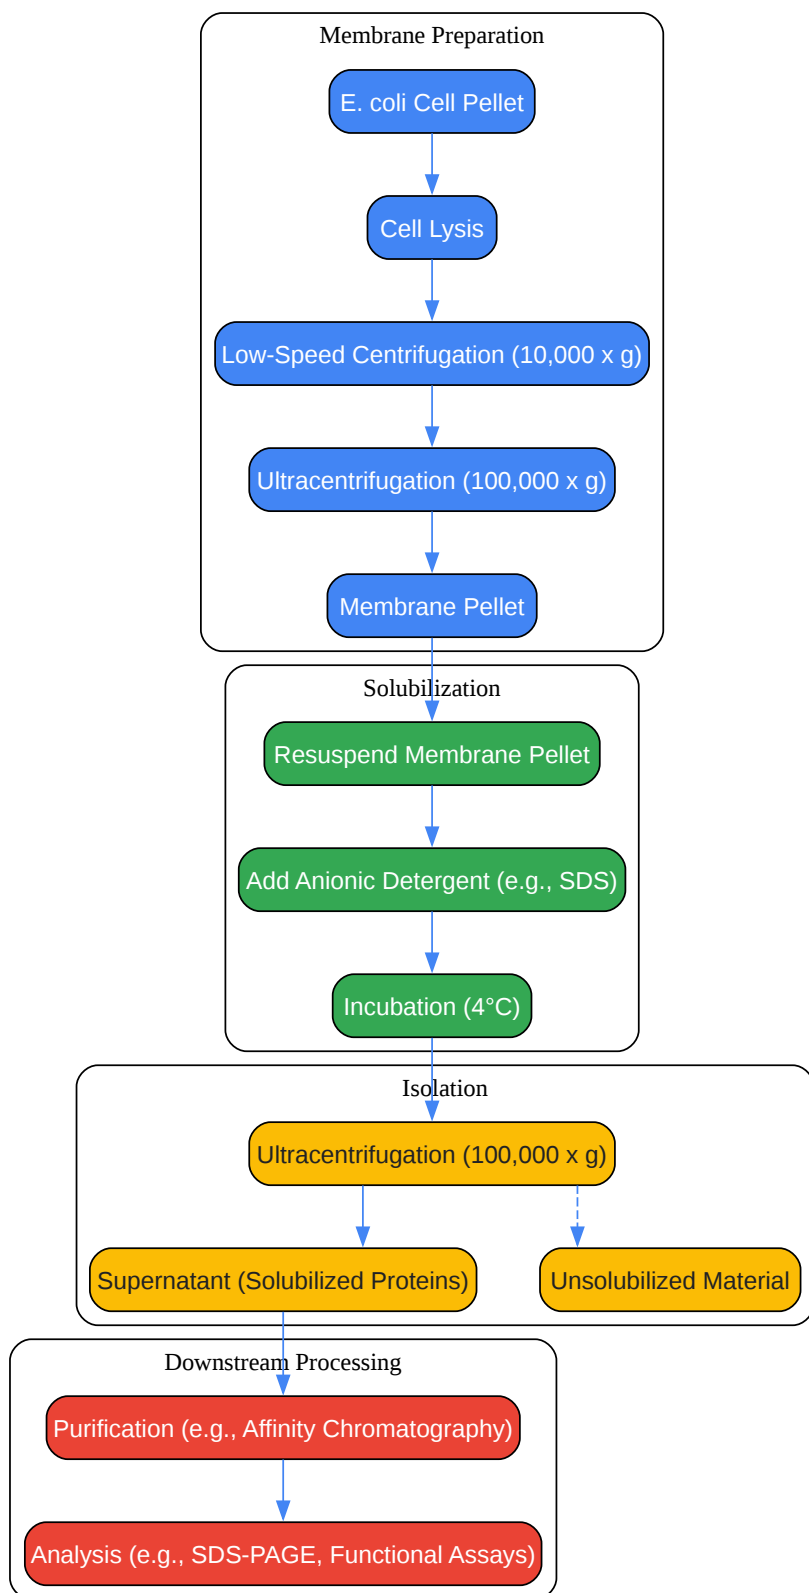 Membrane Preparation
E. coli Cell Pellet
Cell Lysis
Low-Speed Centrifugation (10,000 x g)
Ultracentrifugation (100,000 x g)
Membrane Pellet
Solubilization
Resuspend Membrane Pellet
Add Anionic Detergent (e.g., SDS)
Incubation (4°C)
Isolation
Ultracentrifugation (100,000 x g)
Supernatant (Solubilized Proteins)
Unsolubilized Material
Downstream Processing
Purification (e.g., Affinity Chromatography)
Analysis (e.g., SDS-PAGE, Functional Assays)